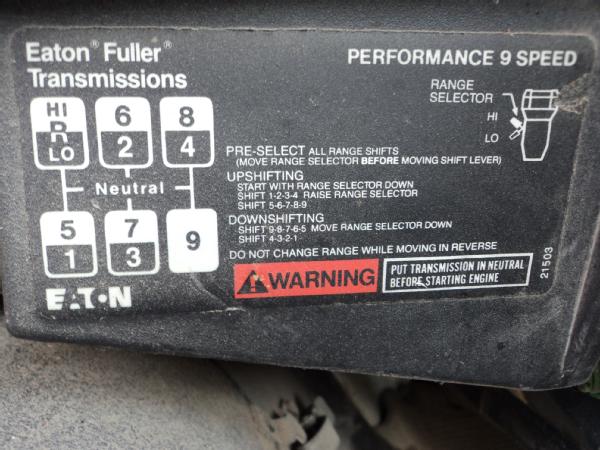 Eaton® Fuller®
Transmissions
PERFORMANCE 9 SPEED
RANGE
SELECTOR
HI
LO
HI
R
LO
6
2
8
4
Neutral
5
1
7
3
9
PRE-SELECT ALL RANGE SHIFTS
(MOVE RANGE SELECTOR BEFORE MOVING SHIFT LEVER)
UPSHIFTING
START WITH RANGE SELECTOR DOWN
SHIFT 1-2-3-4 RAISE RANGE SELECTOR
SHIFT 5-6-7-8-9
DOWNSHIFTING
SHIFT 9-8-7-6-5 MOVE RANGE SELECTOR DOWN
SHIFT 4-3-2-1
DO NOT CHANGE RANGE WHILE MOVING IN REVERSE
EATON
WARNING
PUT TRANSMISSION IN NEUTRAL
BEFORE STARTING ENGINE
21503